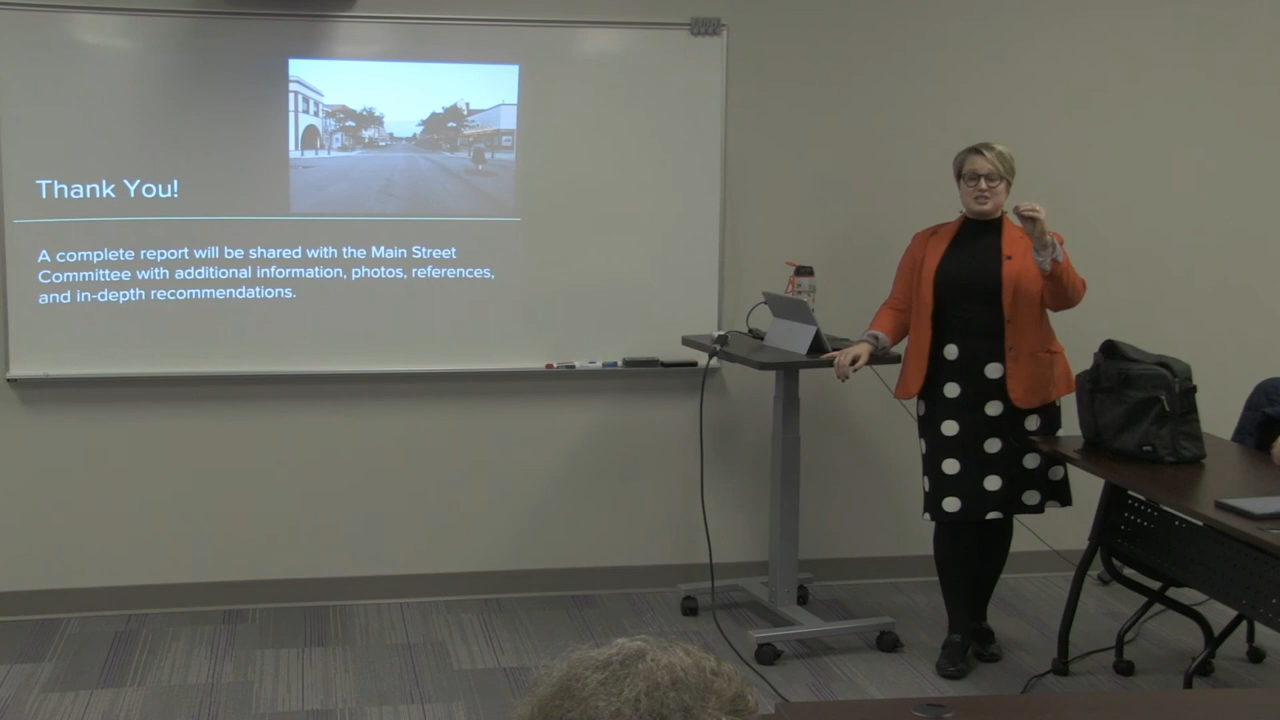 Thank You!
A complete report will be shared with the Main Street
Committee with additional information, photos, references,
and in-depth recommendations.